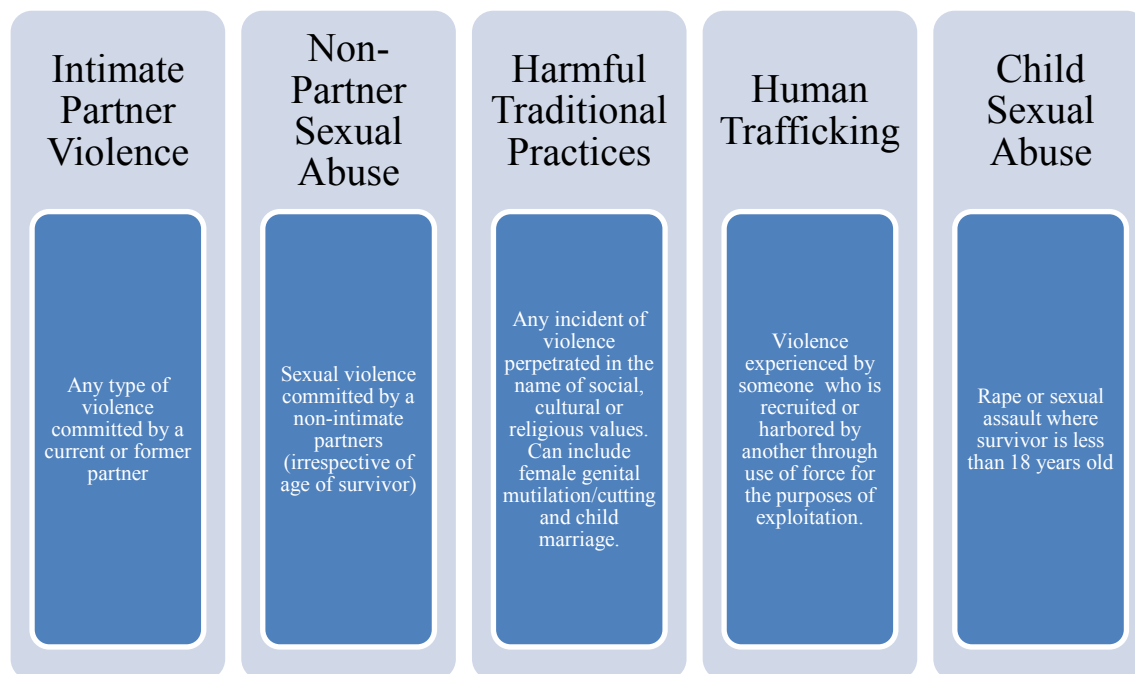 Intimate
Partner
Violence
Any type of
violence
committed by a
current or former
partner
Non-
Partner
Sexual
Abuse
Sexual violence
committed by a
non-intimate
partners
(irrespective of
age of survivor)
Harmful
Traditional
Practices
Any incident of
violence
perpetrated in the
name of social,
cultural or
religious values.
Can include
female genital
mutilation/cutting
and child
marriage.
Human
Trafficking
Violence
experienced by
someone  who is
recruited or
harbored by
another through
use of force for
the purposes of
exploitation.
Child
Sexual
Abuse
Rape or sexual
assault where
survivor is less
than 18 years old